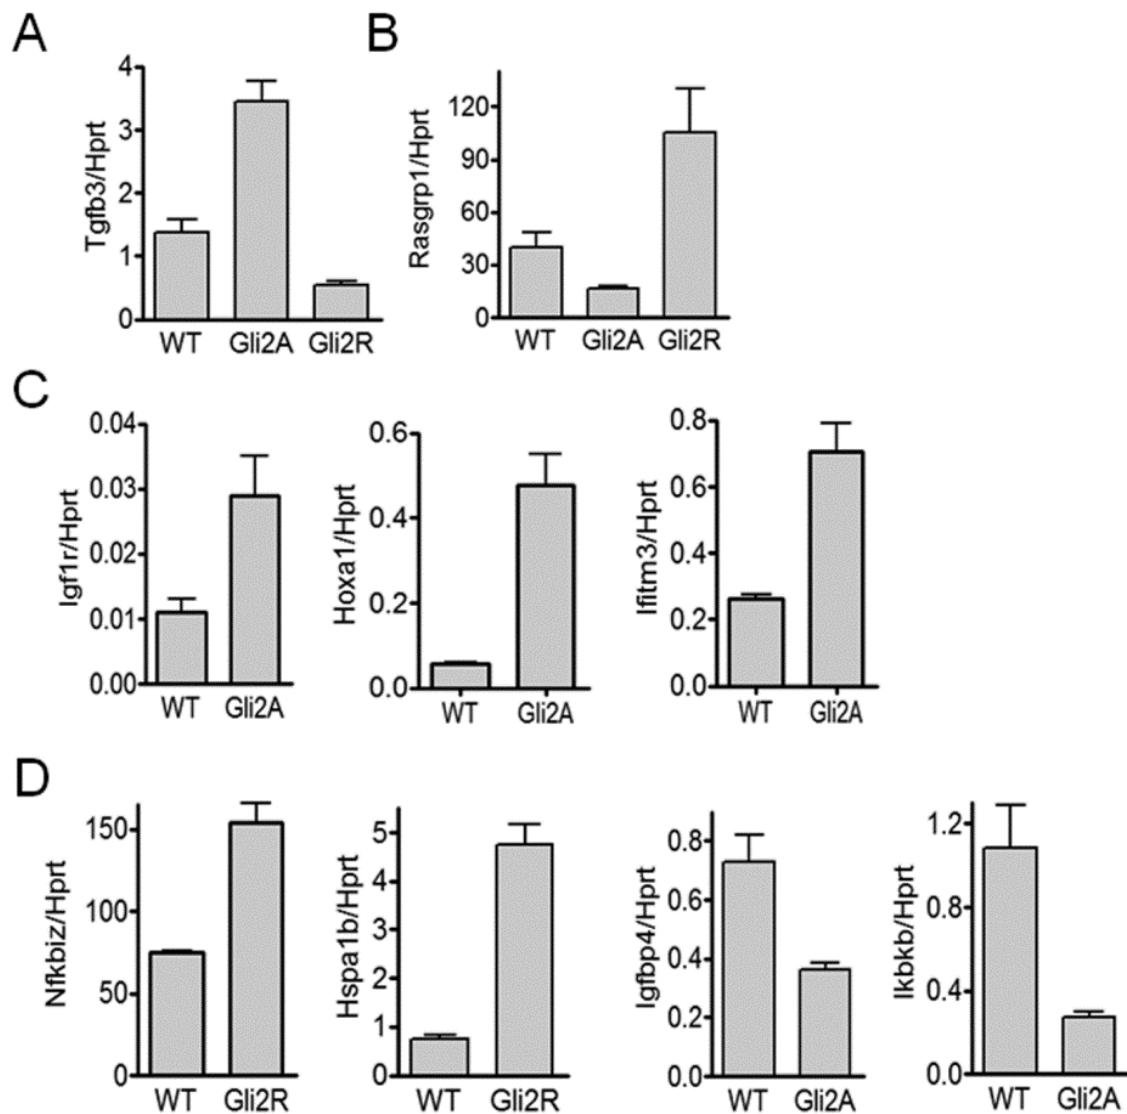 A
Tgfb3/Hprt
4
3
2
1
0
WT Gli2A Gli2R
B
Rasgrp1/Hprt
120
90
60
30
0
WT Gli2A Gli2R
C
Igf1r/Hprt
0.04
0.03
0.02
0.01
0.00
WT Gli2A
Hoxa1/Hprt
0.6
0.4
0.2
0.0
WT Gli2A
Ifitm3/Hprt
0.8
0.6
0.4
0.2
0.0
WT Gli2A
D
Nfkbiz/Hprt
150
100
50
0
WT Gli2R
Hspa1b/Hprt
5
4
3
2
1
0
WT Gli2R
Igfbp4/Hprt
0.8
0.6
0.4
0.2
0.0
WT Gli2A
Ikbkb/Hprt
1.2
0.8
0.4
0.0
WT Gli2A